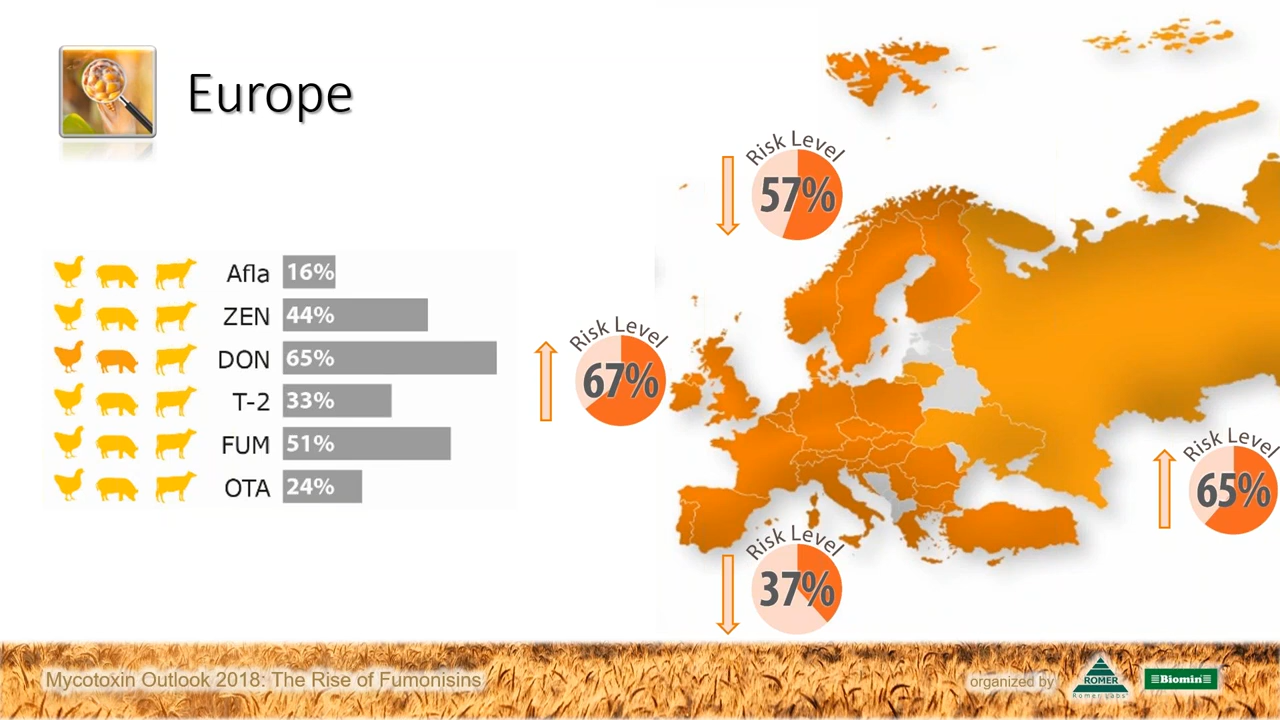 Europe
Risk Level
57%
Afla 16%
ZEN 44%
DON 65%
T-2 33%
FUM 51%
OTA 24%
Risk Level
67%
Risk Level
65%
Risk Level
37%
Mycotoxin Outlook 2018: The Rise of Fumonisins
organized by
ROMER
Romer Labs®
Biomin